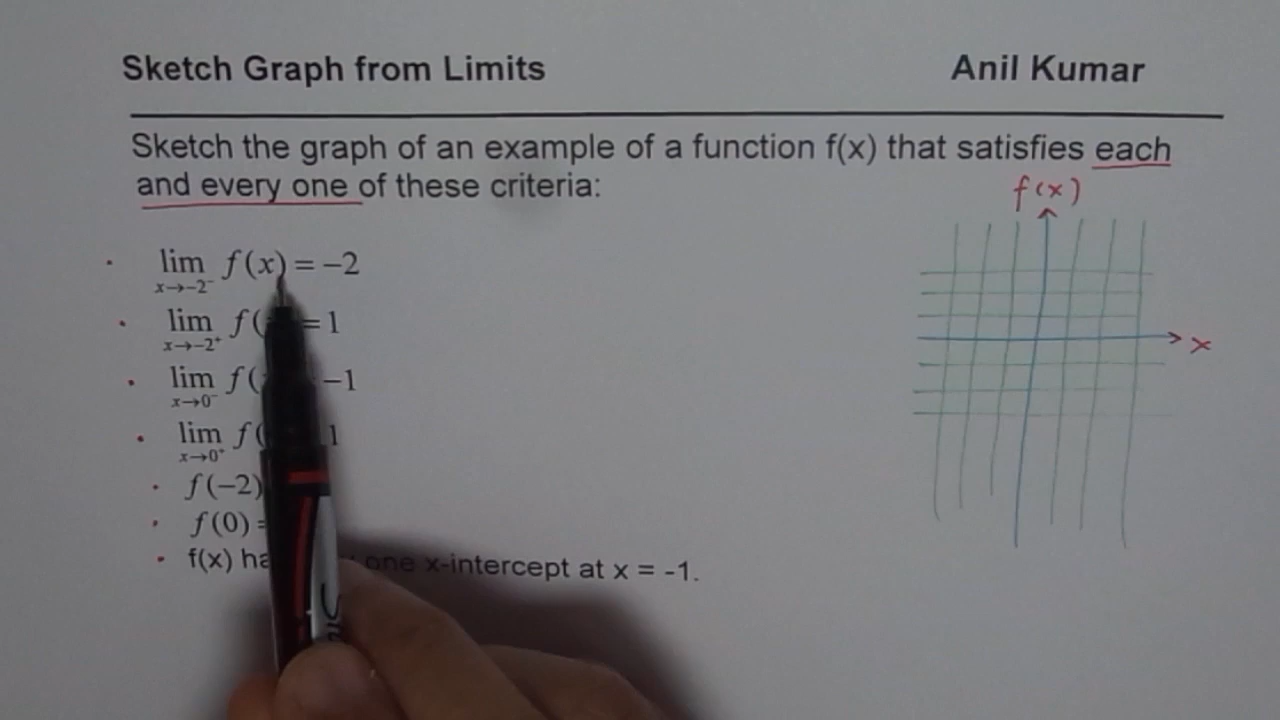 Sketch Graph from Limits Anil Kumar
Sketch the graph of an example of a function f(x) that satisfies each
and every one of these criteria:
f(x)
lim f(x) = −2
x→−2⁻
lim f( = 1
x→−2⁺
lim f( −1
x→0⁻
lim f( 1
x→0⁺
f(−2)
f(0) =
f(x) one x-intercept at x = -1.
x